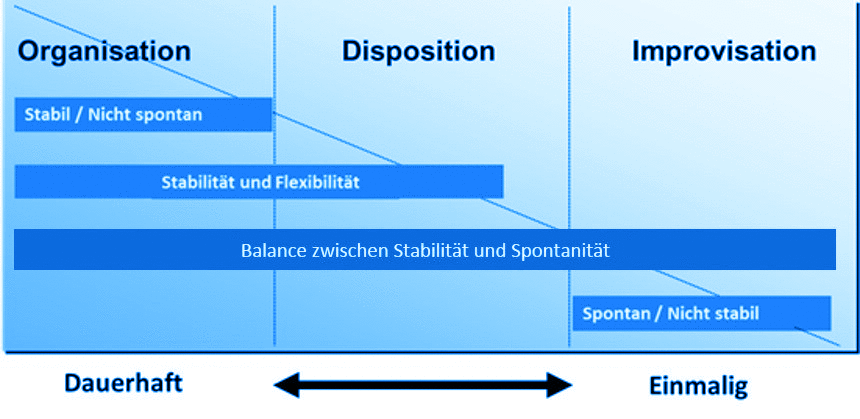 Organisation
Disposition
Improvisation
Stabil / Nicht spontan
Stabilität und Flexibilität
Balance zwischen Stabilität und Spontanität
Spontan / Nicht stabil
Dauerhaft
Einmalig